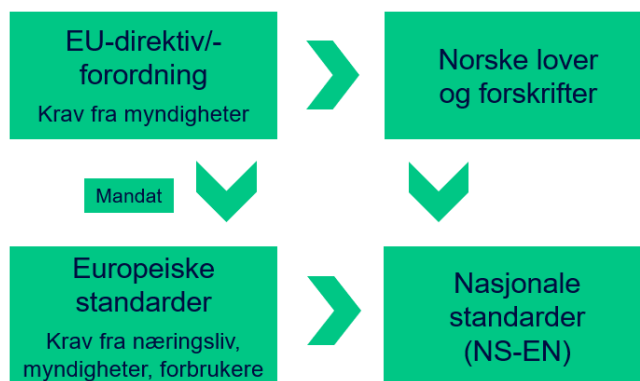 EU-direktiv/-
forordning
Krav fra myndigheter
Norske lover
og forskrifter
Mandat
Europeiske
standarder
Krav fra næringsliv,
myndigheter, forbrukere
Nasjonale
standarder
(NS-EN)